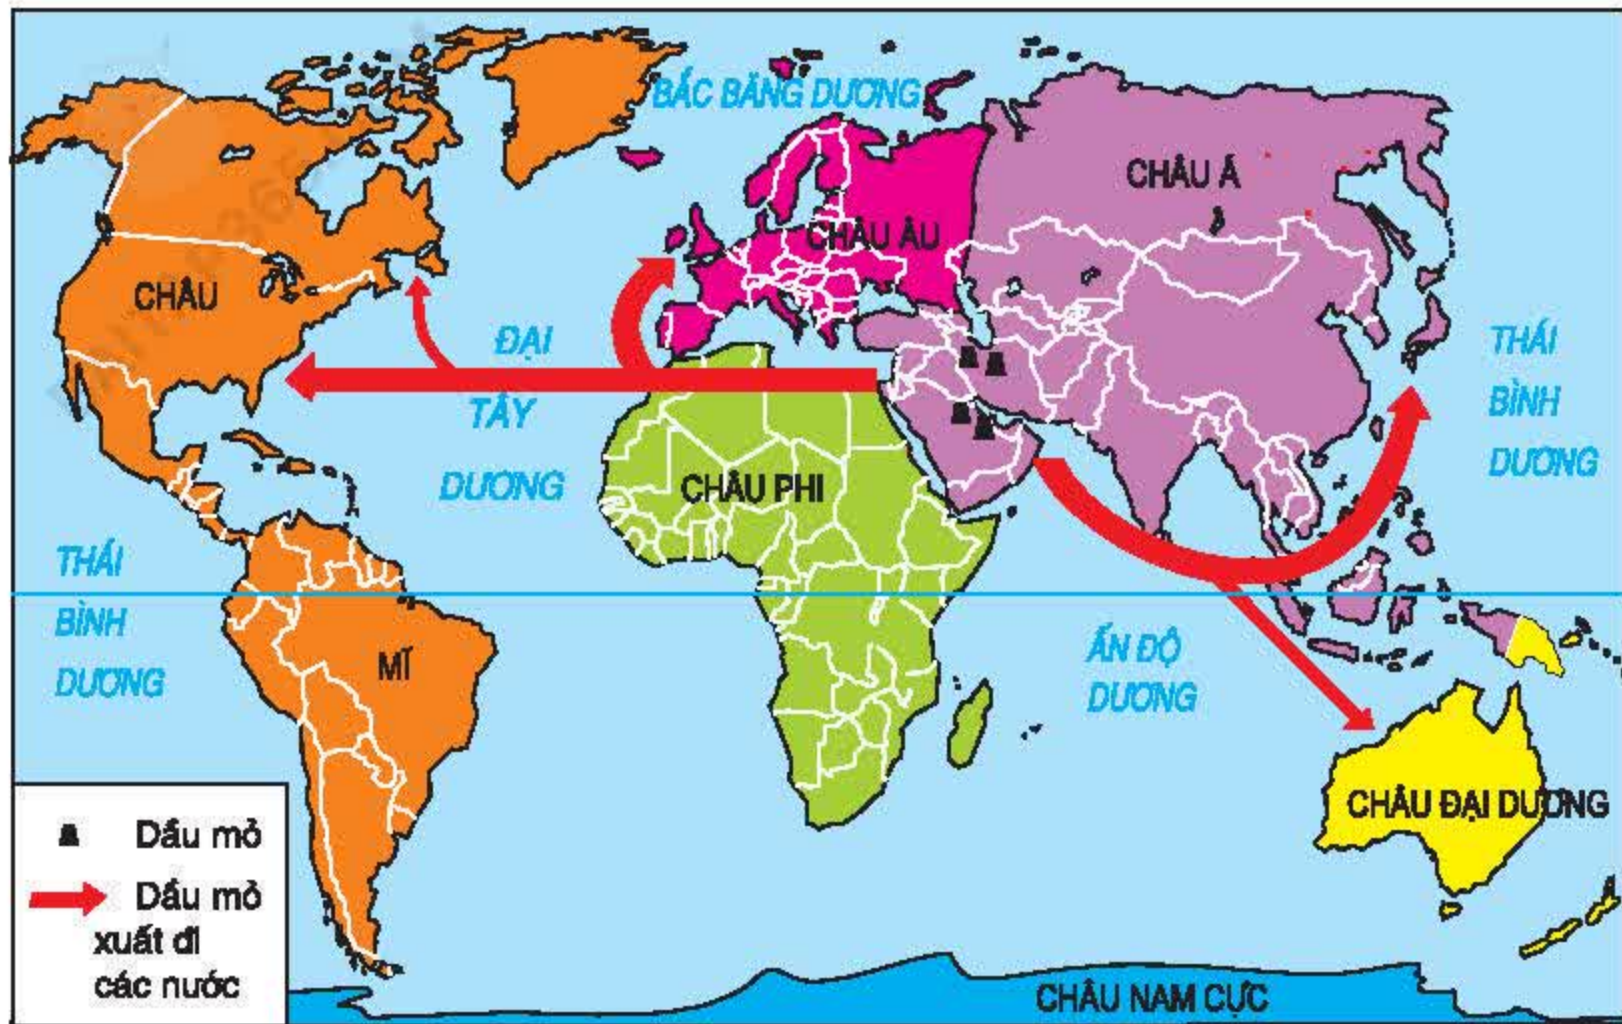 BẮC BĂNG DƯƠNG
CHÂU Á
CHÂU ÂU
CHÂU
ĐẠI
TÂY
DƯƠNG
THÁI
BÌNH
DƯƠNG
CHÂU PHI
THÁI
BÌNH
DƯƠNG
MĨ
ẤN ĐỘ
DƯƠNG
CHÂU ĐẠI DƯƠNG
Dầu mỏ
Dầu mỏ
xuất đi
các nước
CHÂU NAM CỰC